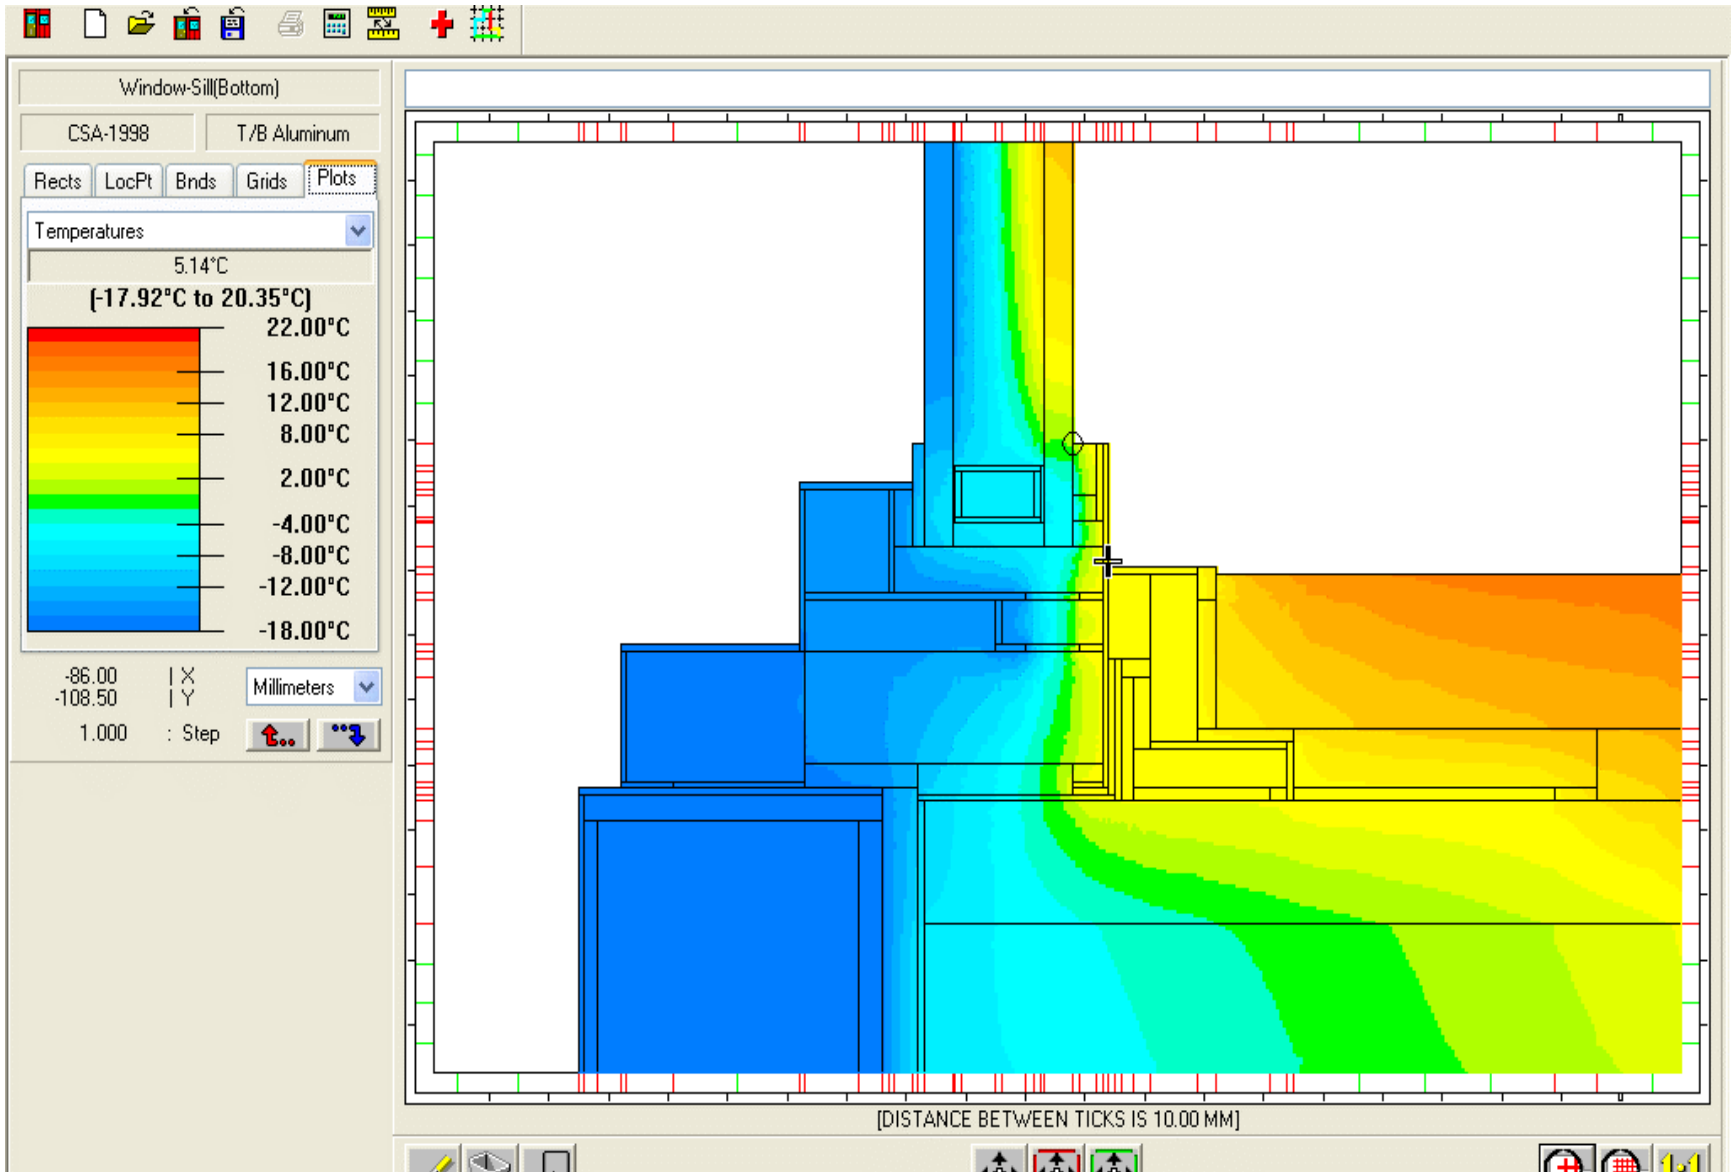 Window-Sill(Bottom)
CSA-1998 T/B Aluminum
Rects LocPt Bnds Grids Plots
Temperatures
5.14°C
(-17.92°C to 20.35°C)
22.00°C
16.00°C
12.00°C
8.00°C
2.00°C
-4.00°C
-8.00°C
-12.00°C
-18.00°C
-86.00 | X
-108.50 | Y
Millimeters
1.000 : Step
[DISTANCE BETWEEN TICKS IS 10.00 MM]
1:1